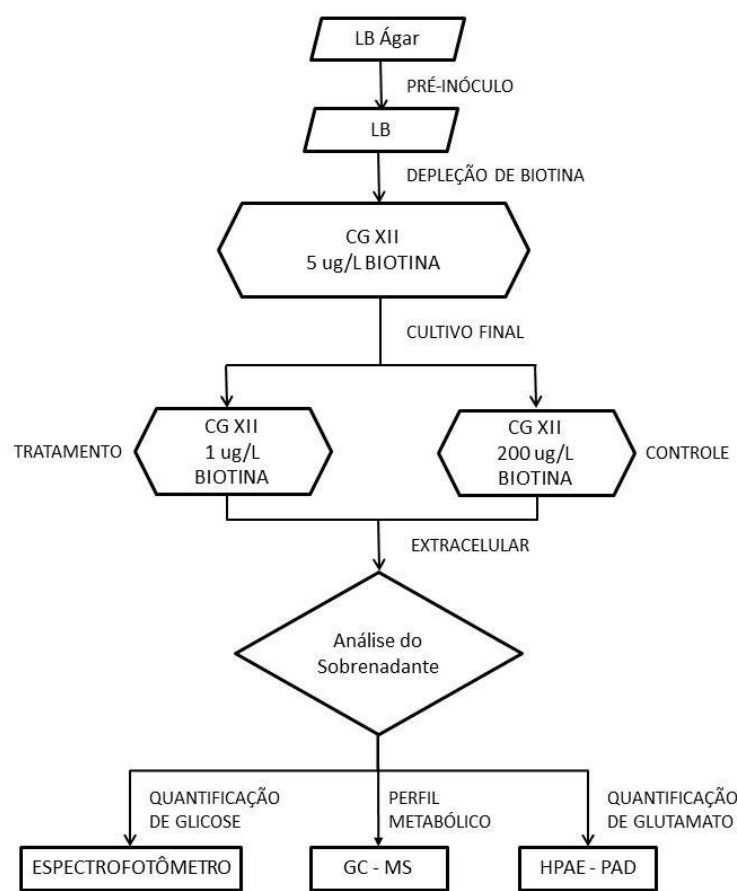 LB Ágar
PRÉ-INÓCULO
LB
DEPLEÇÃO DE BIOTINA
CG XII
5 ug/L BIOTINA
CULTIVO FINAL
TRATAMENTO
CG XII
1 ug/L
BIOTINA
CG XII
200 ug/L
BIOTINA
CONTROLE
EXTRACELULAR
Análise do
Sobrenadante
QUANTIFICAÇÃO
DE GLICOSE
PERFIL
METABÓLICO
QUANTIFICAÇÃO
DE GLUTAMATO
ESPECTROFOTÔMETRO
GC - MS
HPAE - PAD